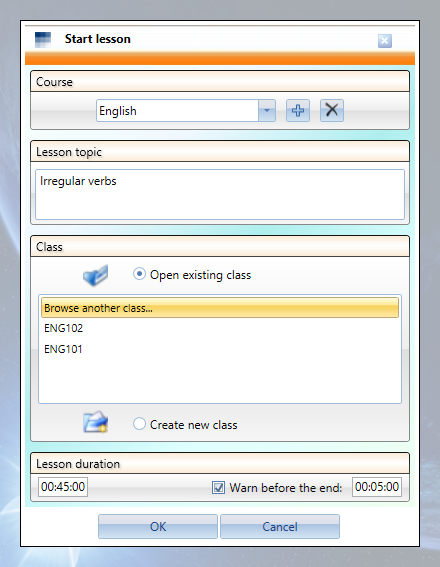 Start lesson
Course
English
Lesson topic
Irregular verbs
Class
Open existing class
Browse another class...
ENG102
ENG101
Create new class
Lesson duration
00:45:00 Warn before the end: 00:05:00
OK Cancel